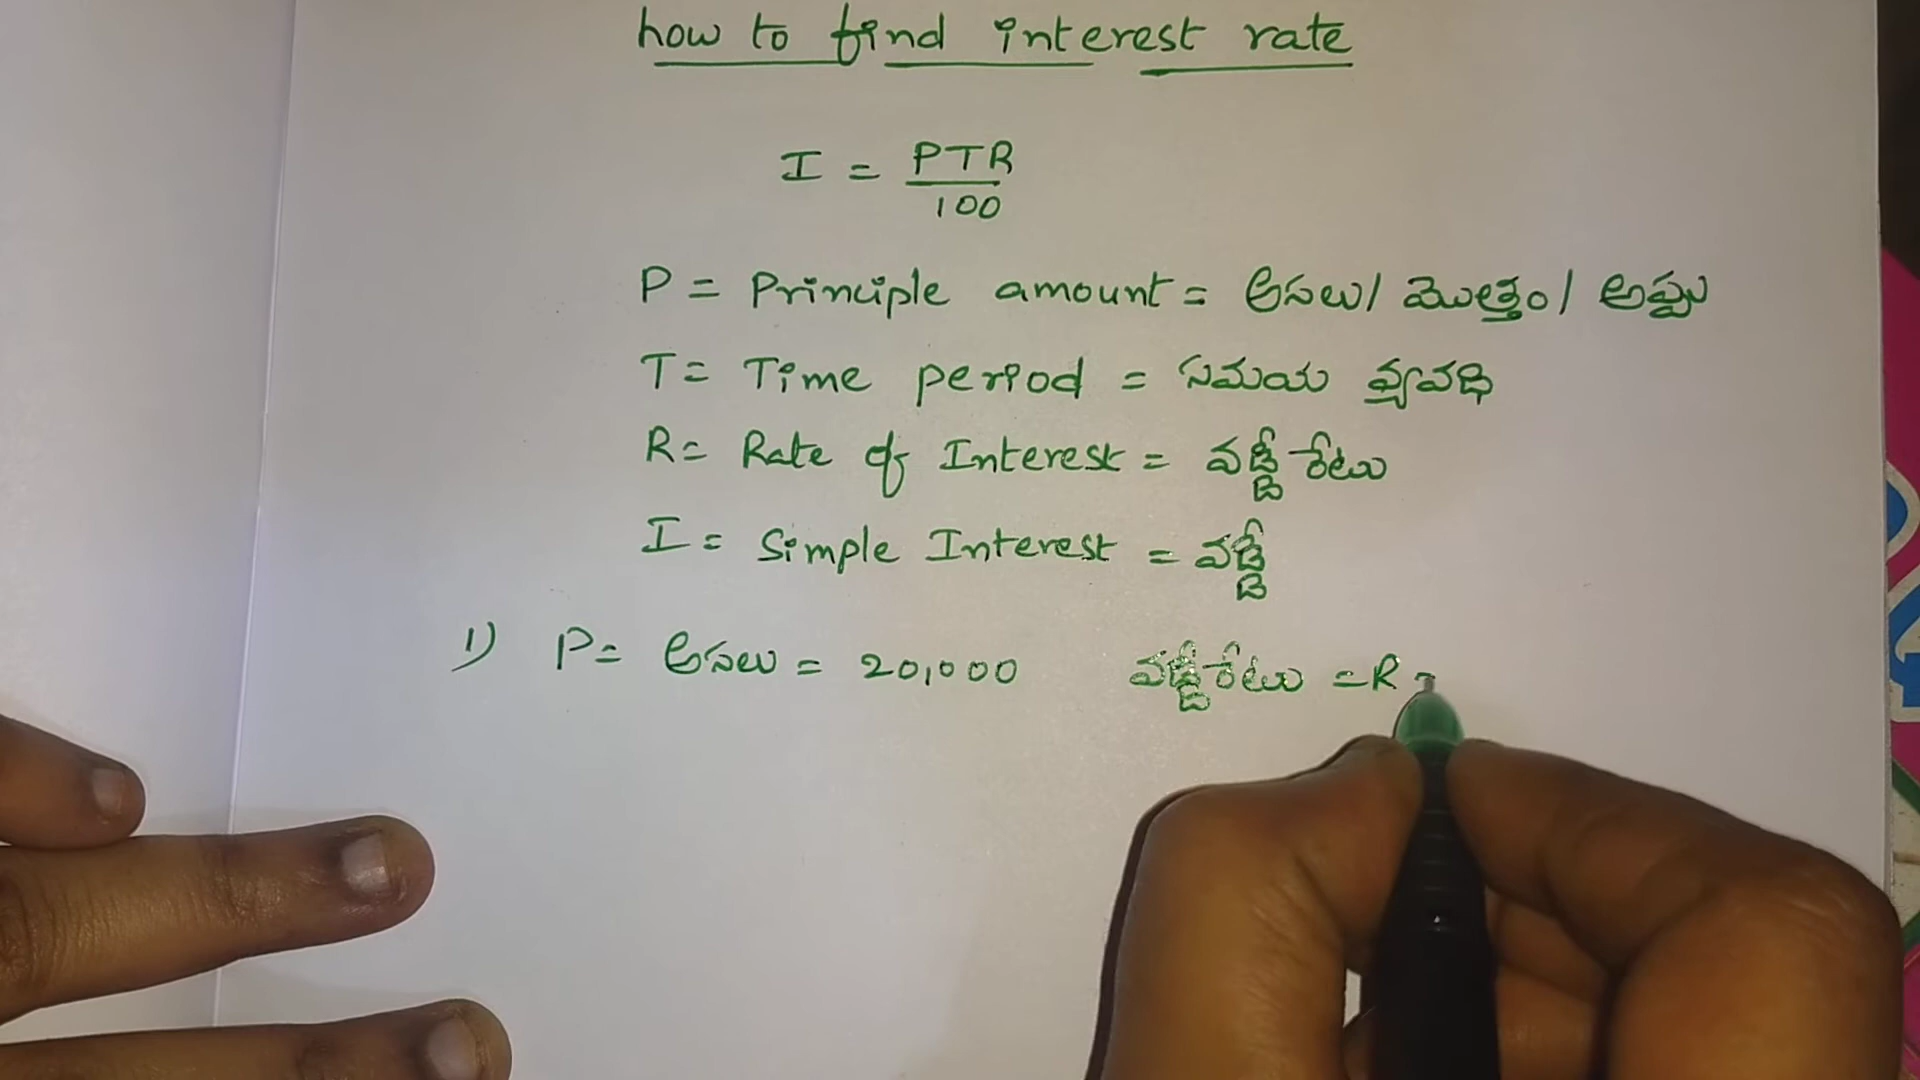 how to find interest rate
I = PTR
100
P = Principle amount = అసలు/ మొత్తం/ అప్పు
T = Time period = సమయ వ్యవధి
R = Rate of Interest = వడ్డీ రేటు
I = Simple Interest = వడ్డీ
1) P = అసలు = 20,000 వడ్డీరేటు = R =